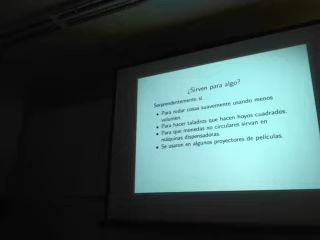 ¿Sirven para algo?
Sorprendentemente si
• Para rodar cosas suavemente usando menos
volumen.
• Para hacer taladros que hacen hoyos cuadrados.
• Para que monedas no circulares sirvan en
máquinas dispensadoras.
• Se usaron en algunos proyectores de películas.